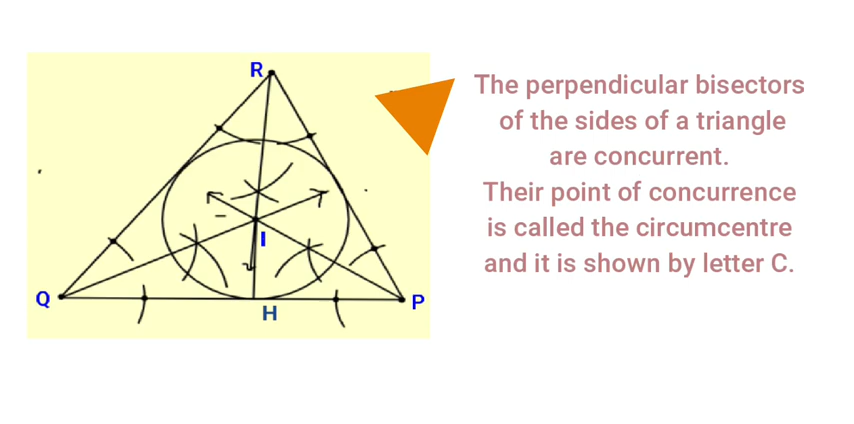 R
The perpendicular bisectors
of the sides of a triangle
are concurrent.
Their point of concurrence
is called the circumcentre
and it is shown by letter C.
I
Q
P
H